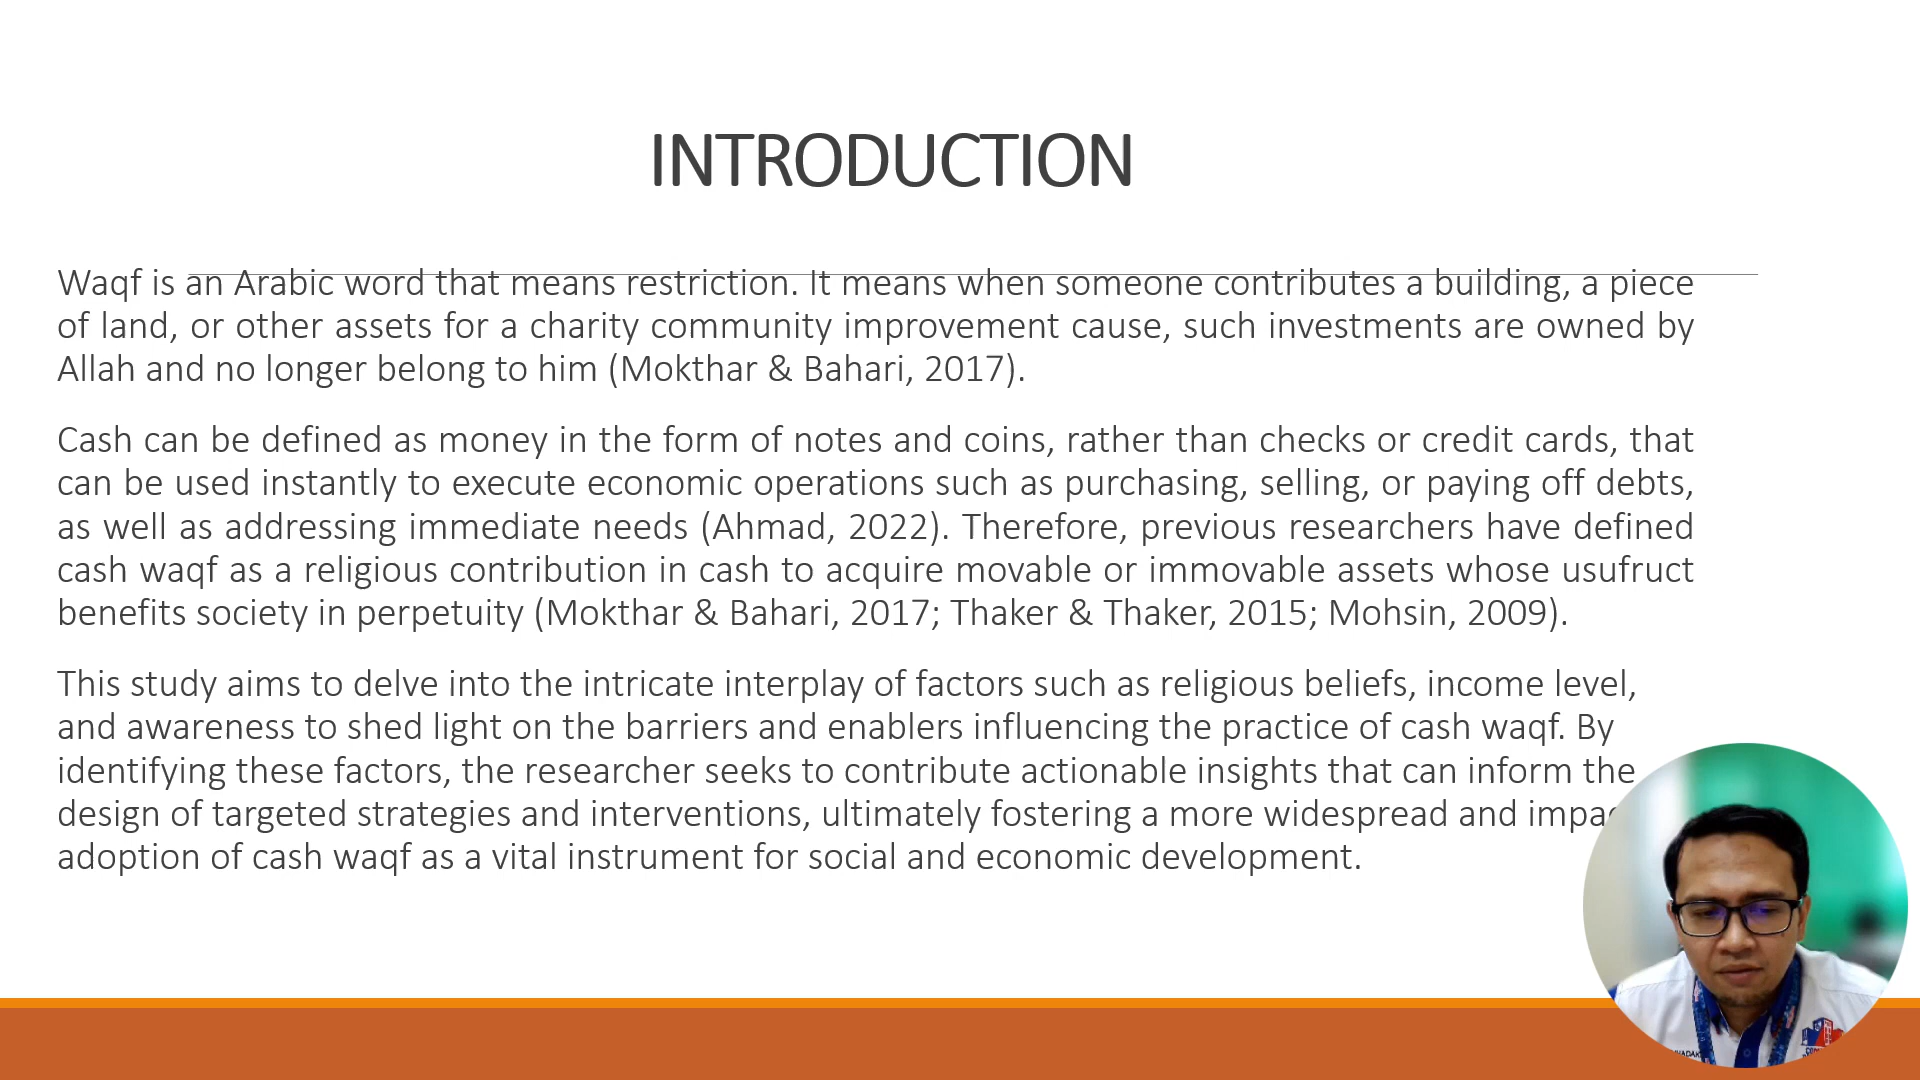 INTRODUCTION
Waqf is an Arabic word that means restriction. It means when someone contributes a building, a piece
of land, or other assets for a charity community improvement cause, such investments are owned by
Allah and no longer belong to him (Mokthar & Bahari, 2017).
Cash can be defined as money in the form of notes and coins, rather than checks or credit cards, that
can be used instantly to execute economic operations such as purchasing, selling, or paying off debts,
as well as addressing immediate needs (Ahmad, 2022). Therefore, previous researchers have defined
cash waqf as a religious contribution in cash to acquire movable or immovable assets whose usufruct
benefits society in perpetuity (Mokthar & Bahari, 2017; Thaker & Thaker, 2015; Mohsin, 2009).
This study aims to delve into the intricate interplay of factors such as religious beliefs, income level,
and awareness to shed light on the barriers and enablers influencing the practice of cash waqf. By
identifying these factors, the researcher seeks to contribute actionable insights that can inform the
design of targeted strategies and interventions, ultimately fostering a more widespread and
adoption of cash waqf as a vital instrument for social and economic development.